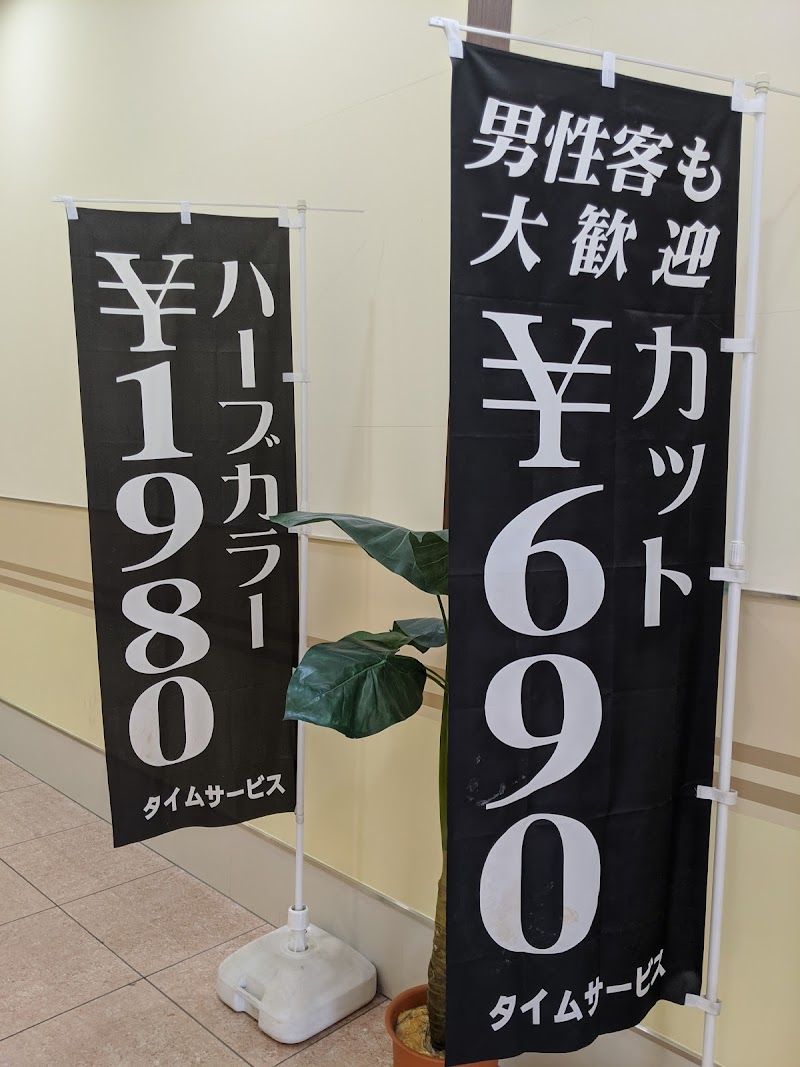 ハーブカラー
¥1980
タイムサービス
男性客も
大歓迎
カット
¥690
タイムサービス